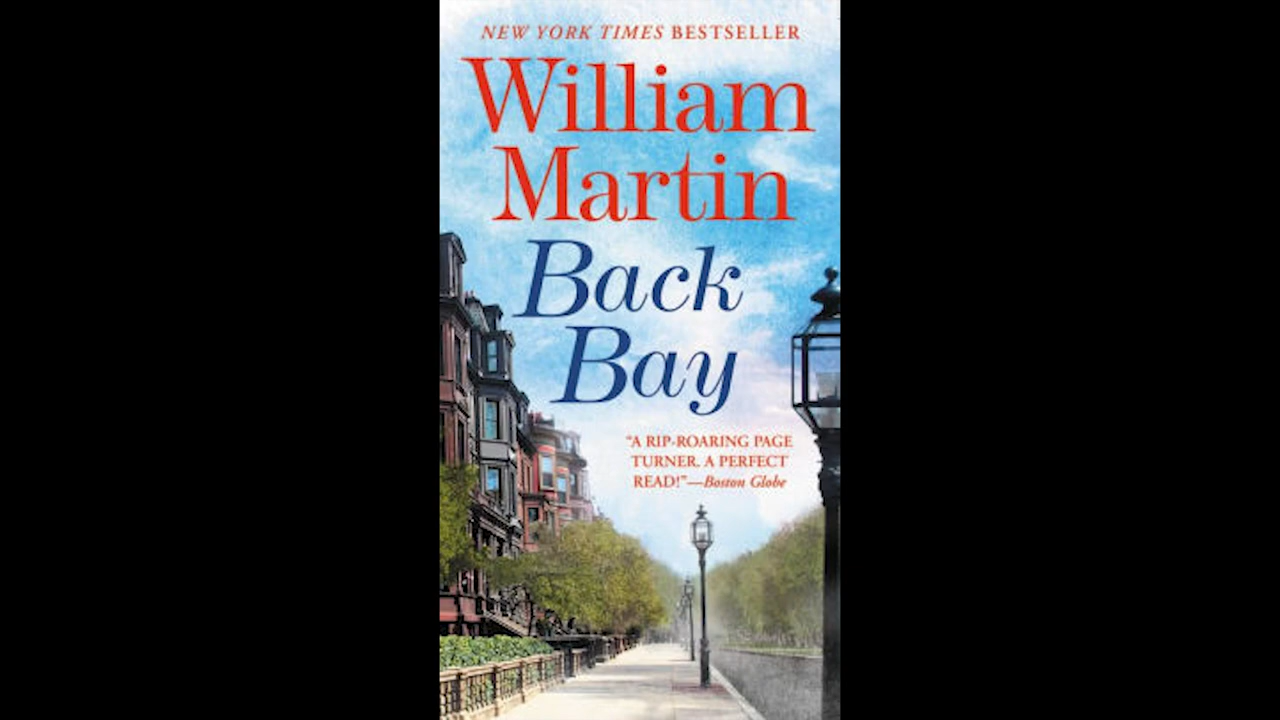 NEW YORK TIMES BESTSELLER
William
Martin
Back
Bay
“A RIP-ROARING PAGE
TURNER. A PERFECT
READ!”—Boston Globe